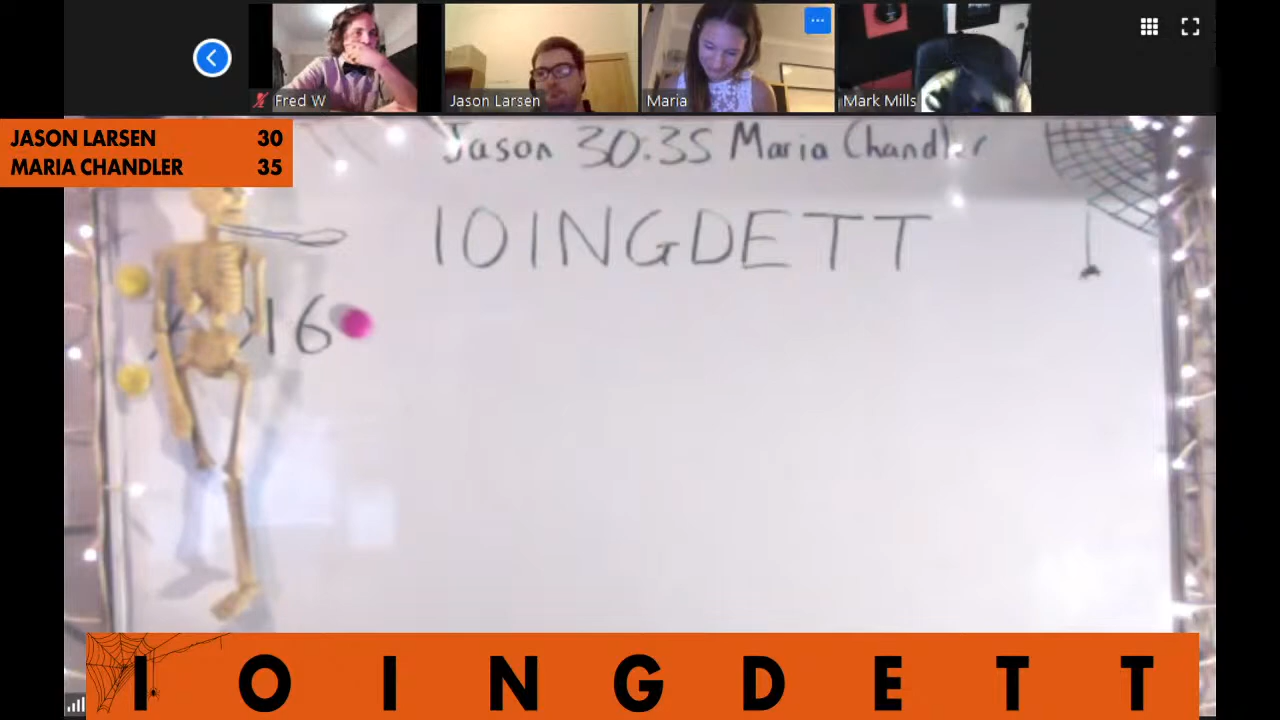 Fred W
Jason Larsen
Maria
Mark Mills
JASON LARSEN 30
MARIA CHANDLER 35
Jason 30:35 Maria Chandler
IOINGDETT
16
I O I N G D E T T